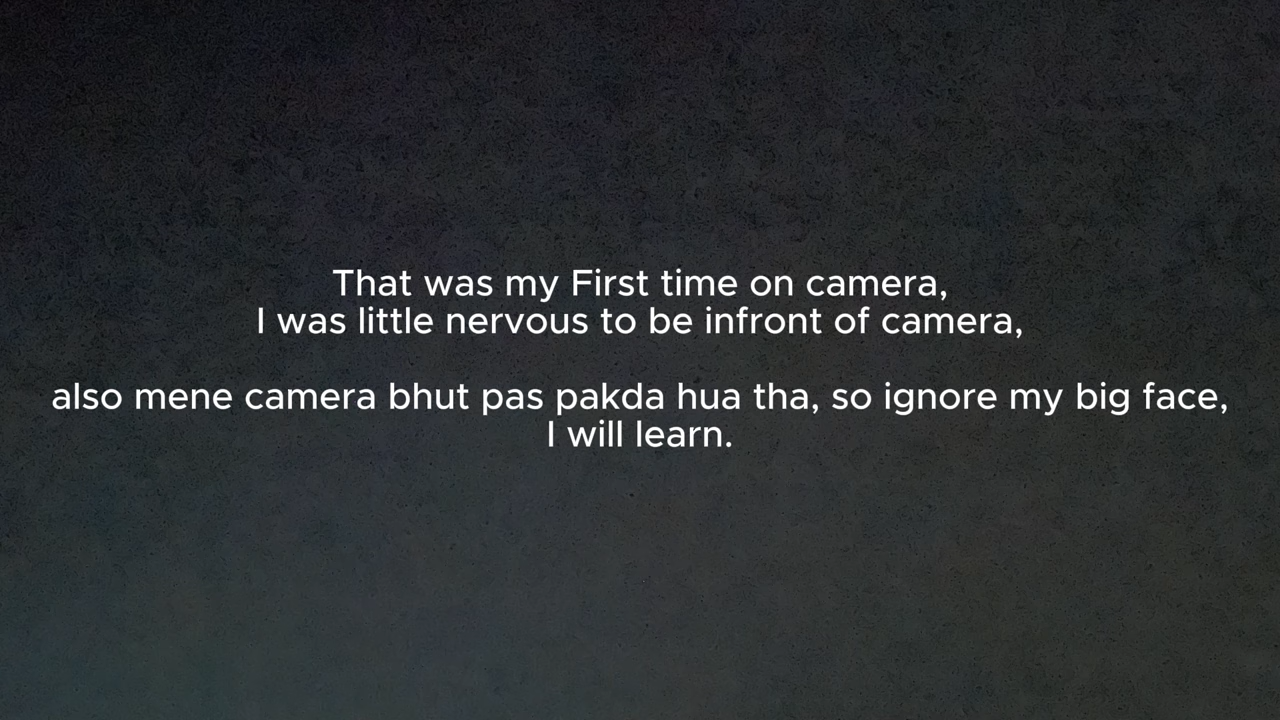 That was my First time on camera,
I was little nervous to be infront of camera,
also mene camera bhut pas pakda hua tha, so ignore my big face,
I will learn.